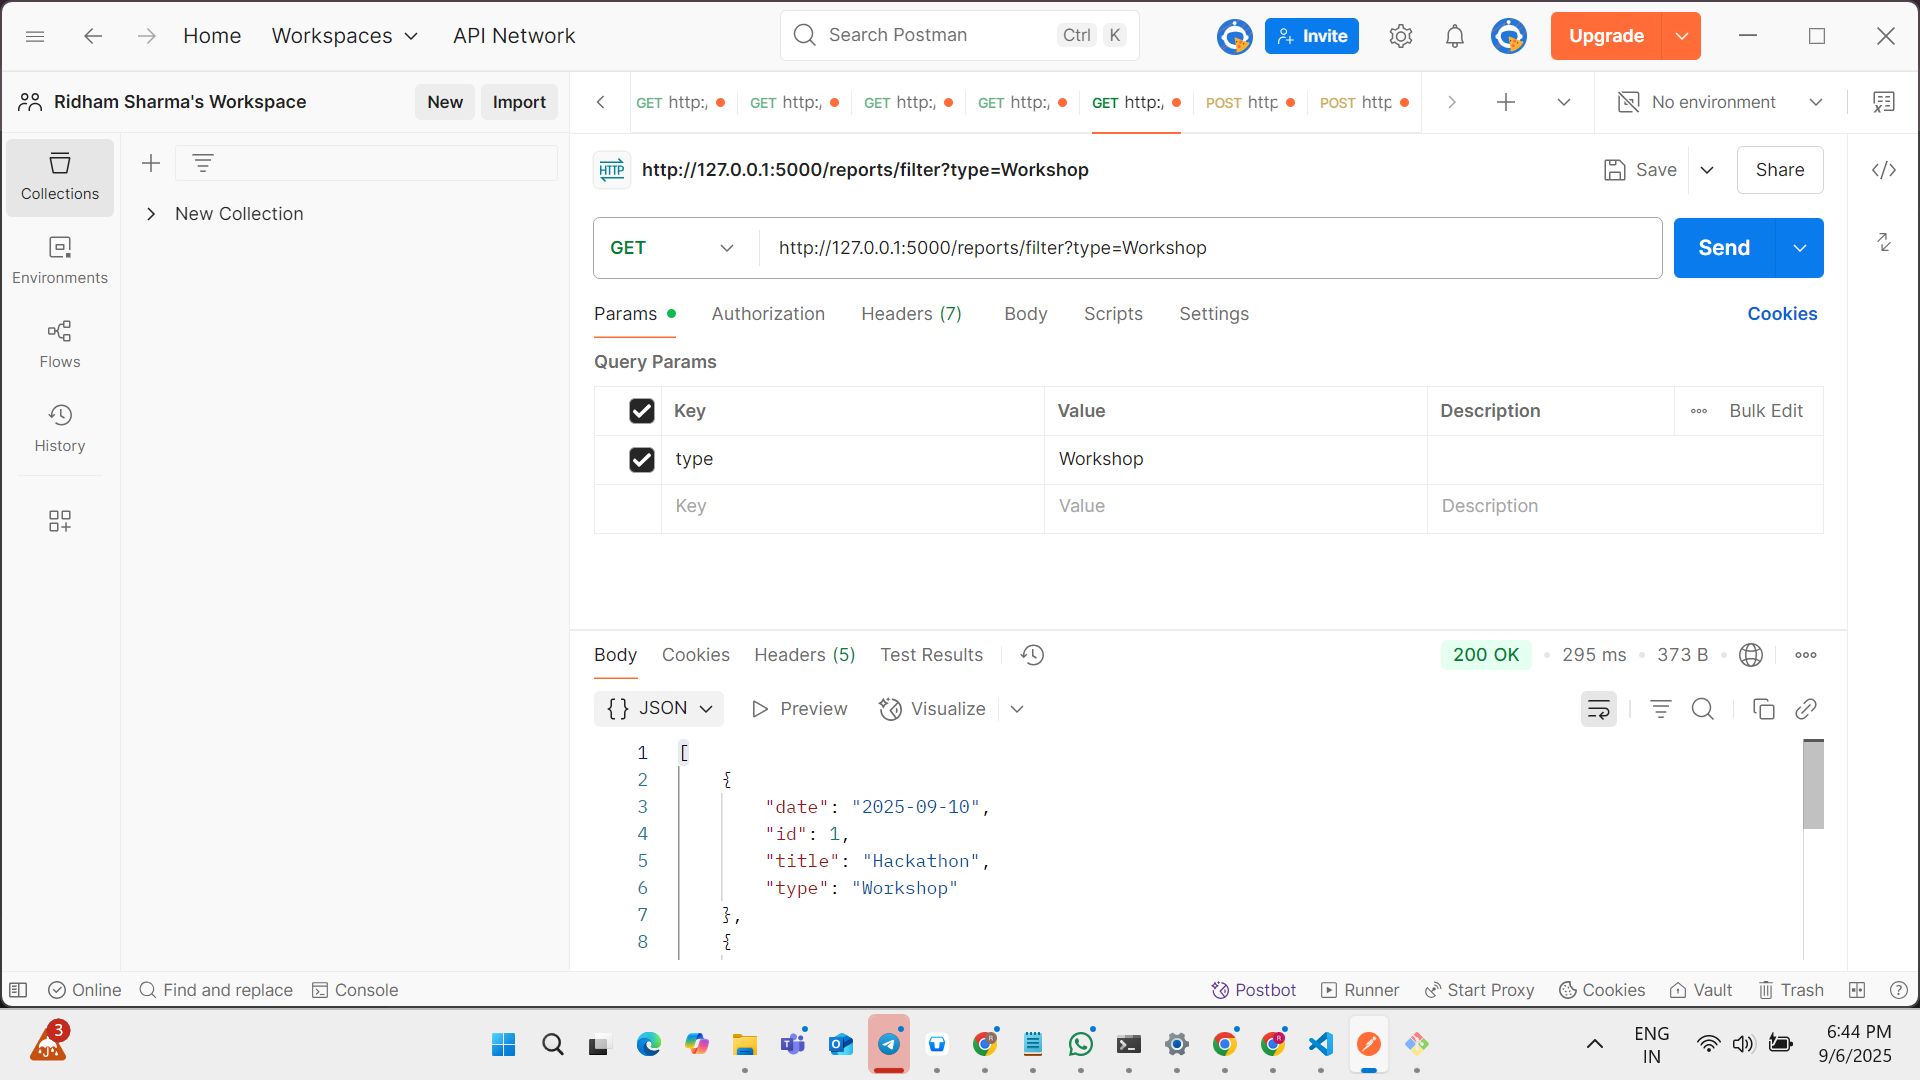 Home Workspaces API Network Search Postman Ctrl K Invite Upgrade
Ridham Sharma's Workspace New Import GET http:/ GET http:/ GET http:/ GET http:/ GET http:/ POST http POST http No environment
Collections
Environments
Flows
History
New Collection
HTTP http://127.0.0.1:5000/reports/filter?type=Workshop Save Share
GET http://127.0.0.1:5000/reports/filter?type=Workshop Send
Params Authorization Headers (7) Body Scripts Settings Cookies
Query Params
Key Value Description Bulk Edit
type Workshop
Key Value Description
Body Cookies Headers (5) Test Results 200 OK 295 ms 373 B
{} JSON Preview Visualize
1 [
2 {
3 "date": "2025-09-10",
4 "id": 1,
5 "title": "Hackathon",
6 "type": "Workshop"
7 },
8 {
Online Find and replace Console Postbot Runner Start Proxy Cookies Vault Trash
3
ENG
IN
6:44 PM
9/6/2025